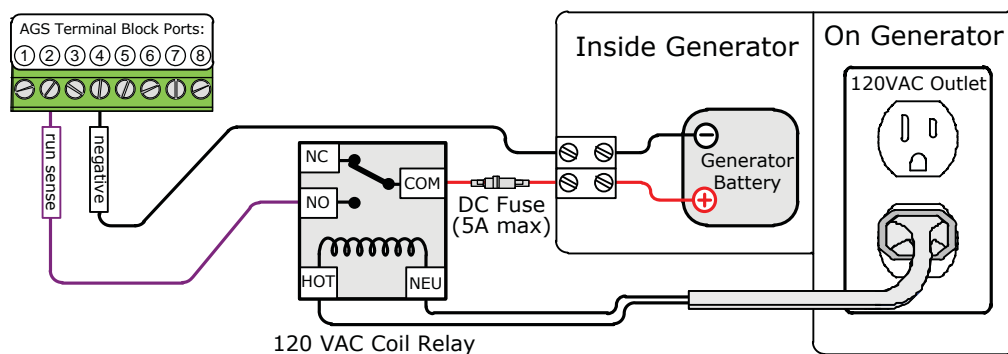 AGS Terminal Block Ports:
1 2 3 4 5 6 7 8
run sense
negative
Inside Generator
On Generator
120VAC Outlet
Generator
Battery
NC
COM
NO
DC Fuse
(5A max)
HOT
NEU
120 VAC Coil Relay